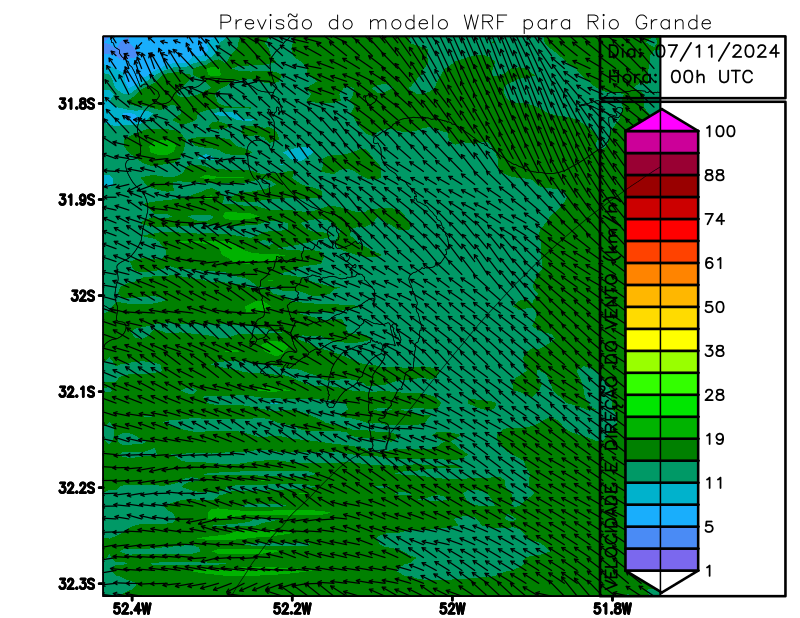 Previsão do modelo WRF para Rio Grande
Dia: 07/11/2024
Hora: 00h UTC
31.8S
31.9S
32S
32.1S
32.2S
32.3S
52.4W
52.2W
52W
51.8W
VELOCIDADE E DIREÇÃO DO VENTO (km/h)
100
88
74
61
50
38
28
19
11
5
1